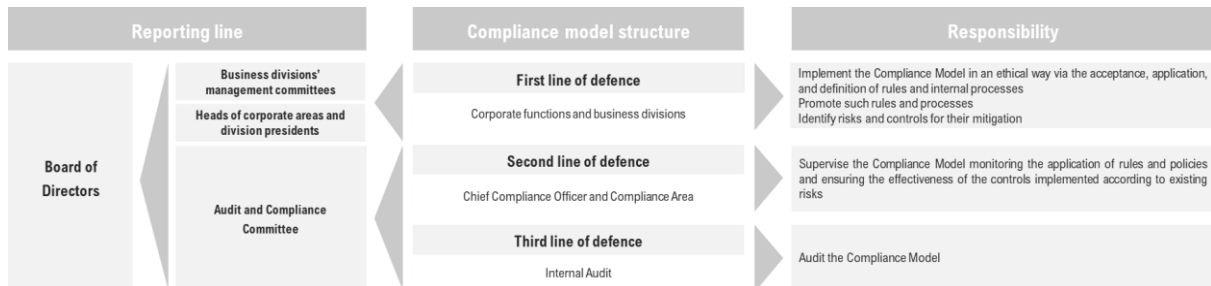 Reporting line
Compliance model structure
Responsibility
Board of
Directors
Business divisions'
management committees
Heads of corporate areas and
division presidents
Audit and Compliance
Committee
First line of defence
Corporate functions and business divisions
Second line of defence
Chief Compliance Officer and Compliance Area
Third line of defence
Internal Audit
Implement the Compliance Model in an ethical way via the acceptance, application,
and definition of rules and internal processes
Promote such rules and processes
Identify risks and controls for their mitigation
Supervise the Compliance Model monitoring the application of rules and policies
and ensuring the effectiveness of the controls implemented according to existing
risks
Audit the Compliance Model